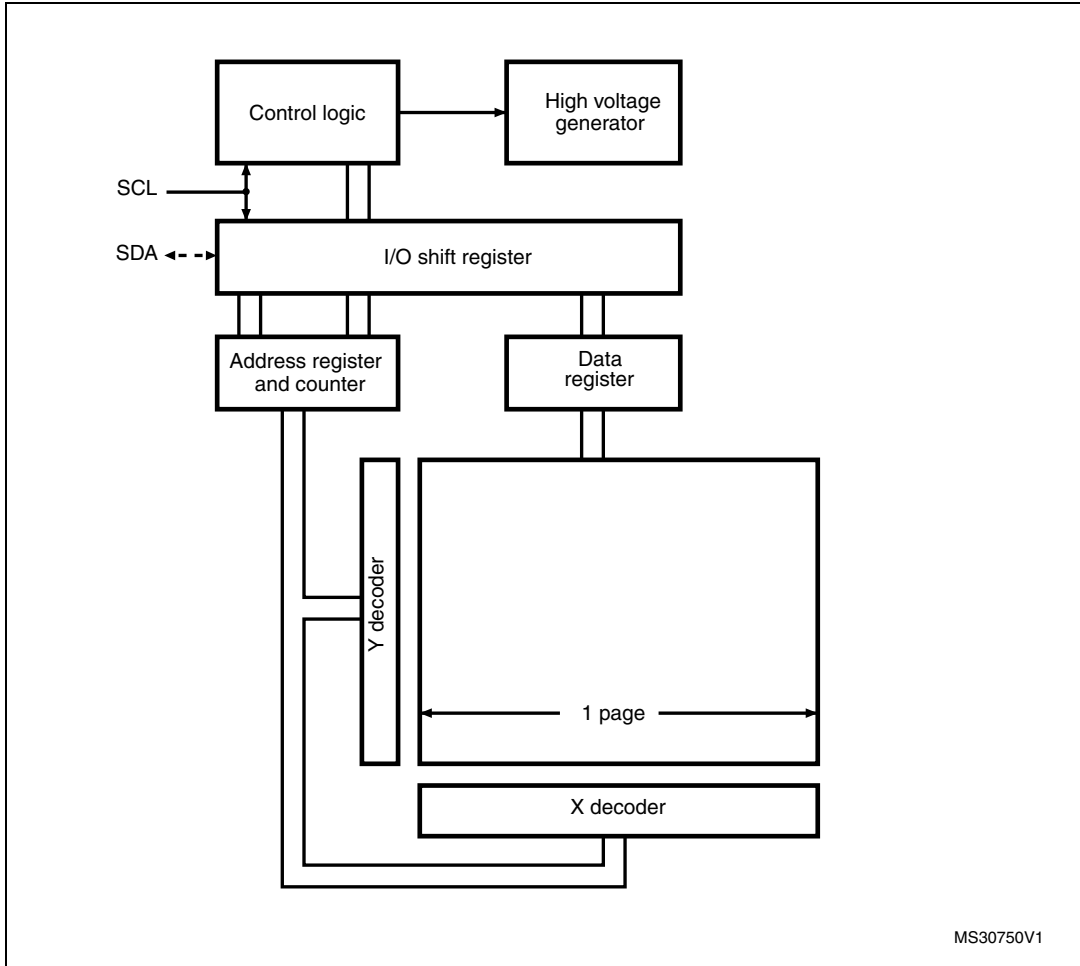 Control logic
High voltage
generator
SCL
SDA
I/O shift register
Address register
and counter
Data
register
Y decoder
1 page
X decoder
MS30750V1